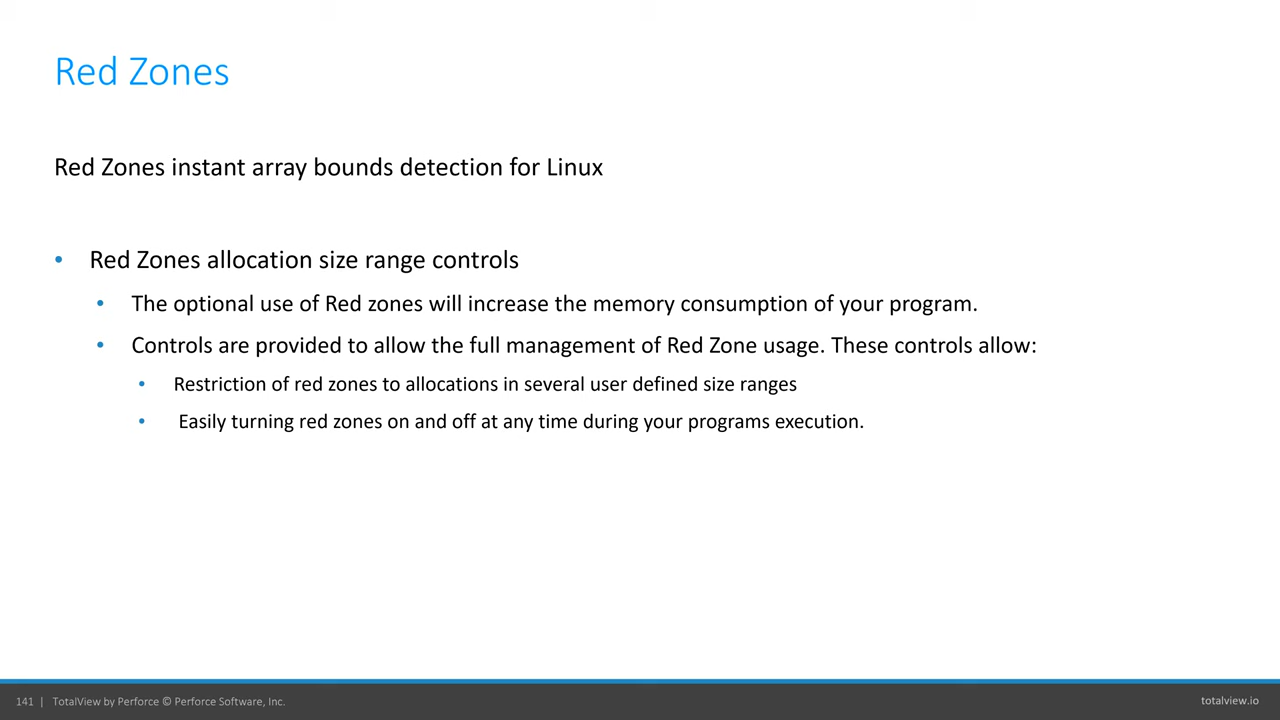 Red Zones
Red Zones instant array bounds detection for Linux
• Red Zones allocation size range controls
• The optional use of Red zones will increase the memory consumption of your program.
• Controls are provided to allow the full management of Red Zone usage. These controls allow:
• Restriction of red zones to allocations in several user defined size ranges
• Easily turning red zones on and off at any time during your programs execution.
141 | TotalView by Perforce © Perforce Software, Inc.
totalview.io